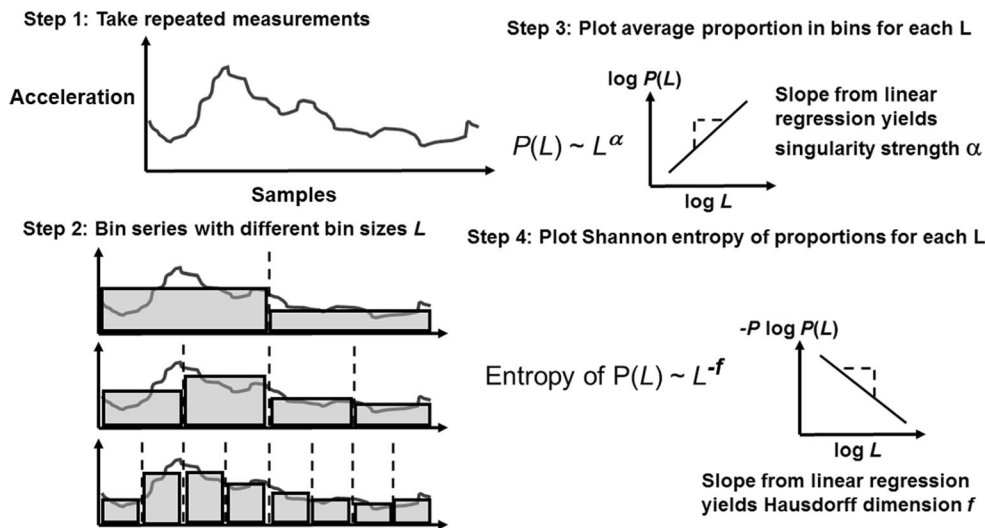 Step 1: Take repeated measurements
Acceleration
Samples
Step 2: Bin series with different bin sizes L
Step 3: Plot average proportion in bins for each L
log P(L)
P(L) ~ L^α
Slope from linear
regression yields
singularity strength α
log L
Step 4: Plot Shannon entropy of proportions for each L
-P log P(L)
Entropy of P(L) ~ L^-f
log L
Slope from linear regression
yields Hausdorff dimension f